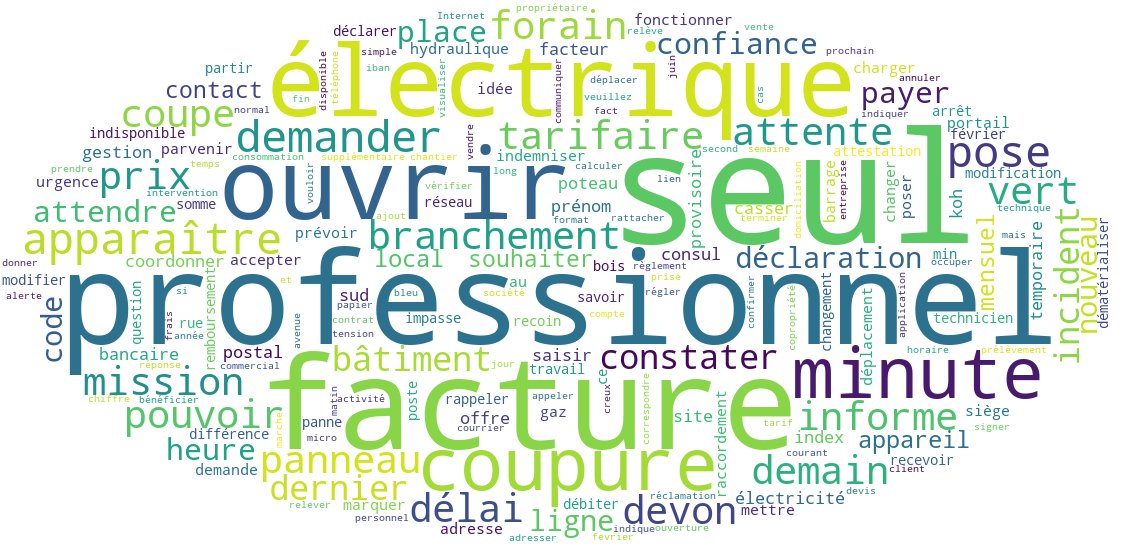 propriétaire
Internet
relève
déclarer
place
forain
fonctionner
vente
simple
hydraulique
facteur
confiance
prochain
partir
iban
électrique
juin
charger
annuler
contact
disponible
téléphone
visualiser
idée
communiquer
déplacer
veuillez
cas
payer
fin
fact
indiquer
arrêt
portail
coupe
normal
indisponible
parvenir
demander
vendre
tarifaire
second
semaine
attente
février
gestion
consommation
supplémentaire
chantier
indemniser
calculer
provisoire
attestation
pose
prendre
temps
intervention
vouloir
ouvrir
long
lien
seul
modification
urgence
prix
somme
vérifier
réseau
poteau
domiciliation
barrage
entreprise
changer
poser
koh
vert
technique
attendre
prévoir
ajout
prénom
format
rattacher
casser
terminer
mais
apparaître
branchement
consul
déclaration
min
mensuel
temporaire
incident
nouveau
dématérialiser
donner
coordonner
accepter
local
souhaiter
bois
règlement
occuper
modifier
remboursement
si
et
professionnel
alerte
code
question
frais
année
rue
sud
bleu
papier
contrat
tension
avenue
société
au
savoir
régler
prise
compte
confirmer
copropriété
changement
application
technicien
impasse
recoin
bancaire
postal
commercial
bâtiment
jour
saisir
travail
ce
creux
constater
déplacement
horaire
prélèvement
réponse
mission
bénéficier
chiffre
matin
activité
facture
poste
rappeler
appeler
minute
pouvoir
marche
panne
micro
offre
courrier
gaz
correspondre
site
raccordement
tarif
informe
siège
signer
différence
heure
demande
index
courant
appareil
recevoir
client
panneau
coupure
demain
dernier
relever
marquer
personnel
délai
adresse
débiter
ligne
adresser
réclamation
indique
février
devon
ouverture
électricité
mettre
devis